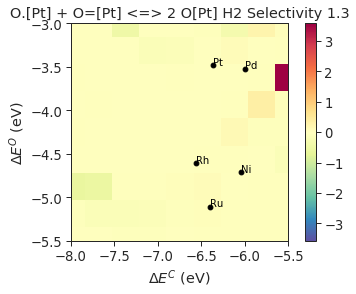 O.[Pt] + O=[Pt] <=> 2 O[Pt] H2 Selectivity 1.3
−3.0
−3.5
−4.0
−4.5
−5.0
−5.5
ΔE^O (eV)
Pt
Pd
Rh
Ni
Ru
−8.0 −7.5 −7.0 −6.5 −6.0 −5.5
ΔE^C (eV)
3
2
1
0
−1
−2
−3